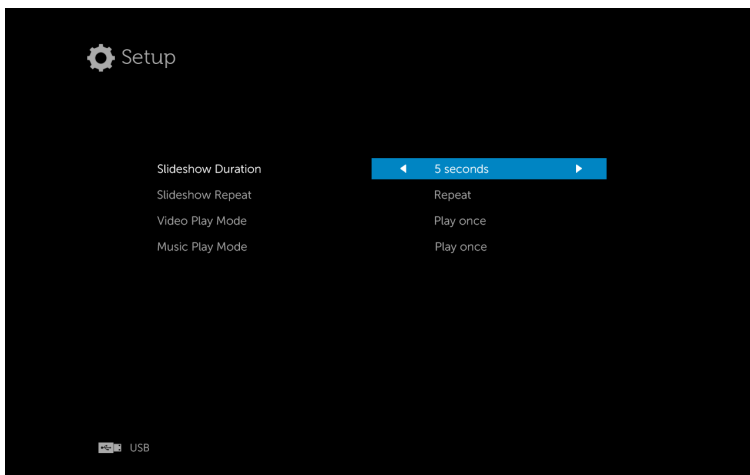 Setup
Slideshow Duration 5 seconds
Slideshow Repeat Repeat
Video Play Mode Play once
Music Play Mode Play once
USB